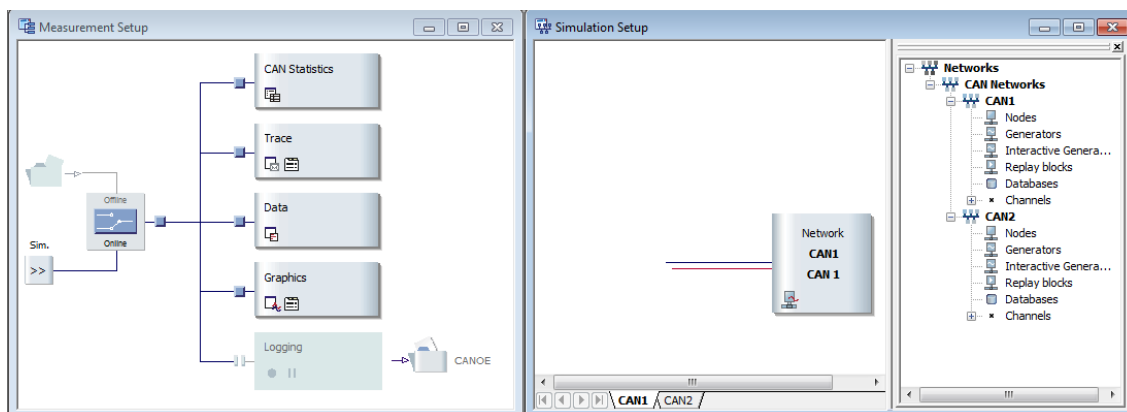 Measurement Setup
CAN Statistics
Trace
Data
Graphics
Logging
Offline
Online
Sim.
>>
CANOE
Simulation Setup
Network
CAN1
CAN 1
CAN1
CAN2
Networks
CAN Networks
CAN1
Nodes
Generators
Interactive Genera...
Replay blocks
Databases
Channels
CAN2
Nodes
Generators
Interactive Genera...
Replay blocks
Databases
Channels